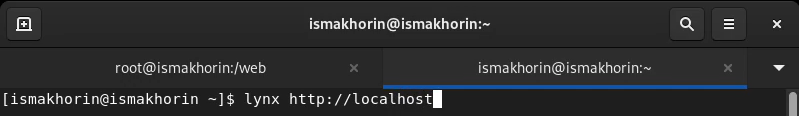 ismakhorin@ismakhorin:~
root@ismakhorin:/web
ismakhorin@ismakhorin:~
[ismakhorin@ismakhorin ~]$ lynx http://localhost